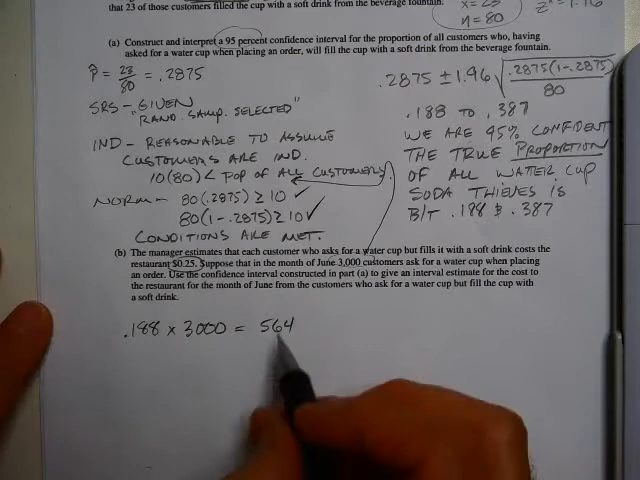 that 23 of those customers filled the cup with a soft drink from the beverage fountain.
x = 23
n = 80
z* = 1.96
(a) Construct and interpret a 95 percent confidence interval for the proportion of all customers who, having
asked for a water cup when placing an order, will fill the cup with a soft drink from the beverage fountain.
p̂ = 23/80 = .2875
SRS - GIVEN
"RAND. SAMP. SELECTED"
IND - REASONABLE TO ASSUME
CUSTOMERS ARE IND.
10(80) < POP OF ALL CUSTOMERS
NORM - 80(.2875) ≥ 10 ✓
80(1-.2875) ≥ 10 ✓
CONDITIONS ARE MET.
.2875 ± 1.96 √(.2875(1-.2875)/80)
.188 TO .387
WE ARE 95% CONFIDENT
THE TRUE PROPORTION
OF ALL WATER CUP
SODA THIEVES IS
B/T .188 & .387
(b) The manager estimates that each customer who asks for a water cup but fills it with a soft drink costs the
restaurant $0.25. Suppose that in the month of June 3,000 customers ask for a water cup when placing
an order. Use the confidence interval constructed in part (a) to give an interval estimate for the cost to
the restaurant for the month of June from the customers who ask for a water cup but fill the cup with
a soft drink.
.188 x 3000 = 564